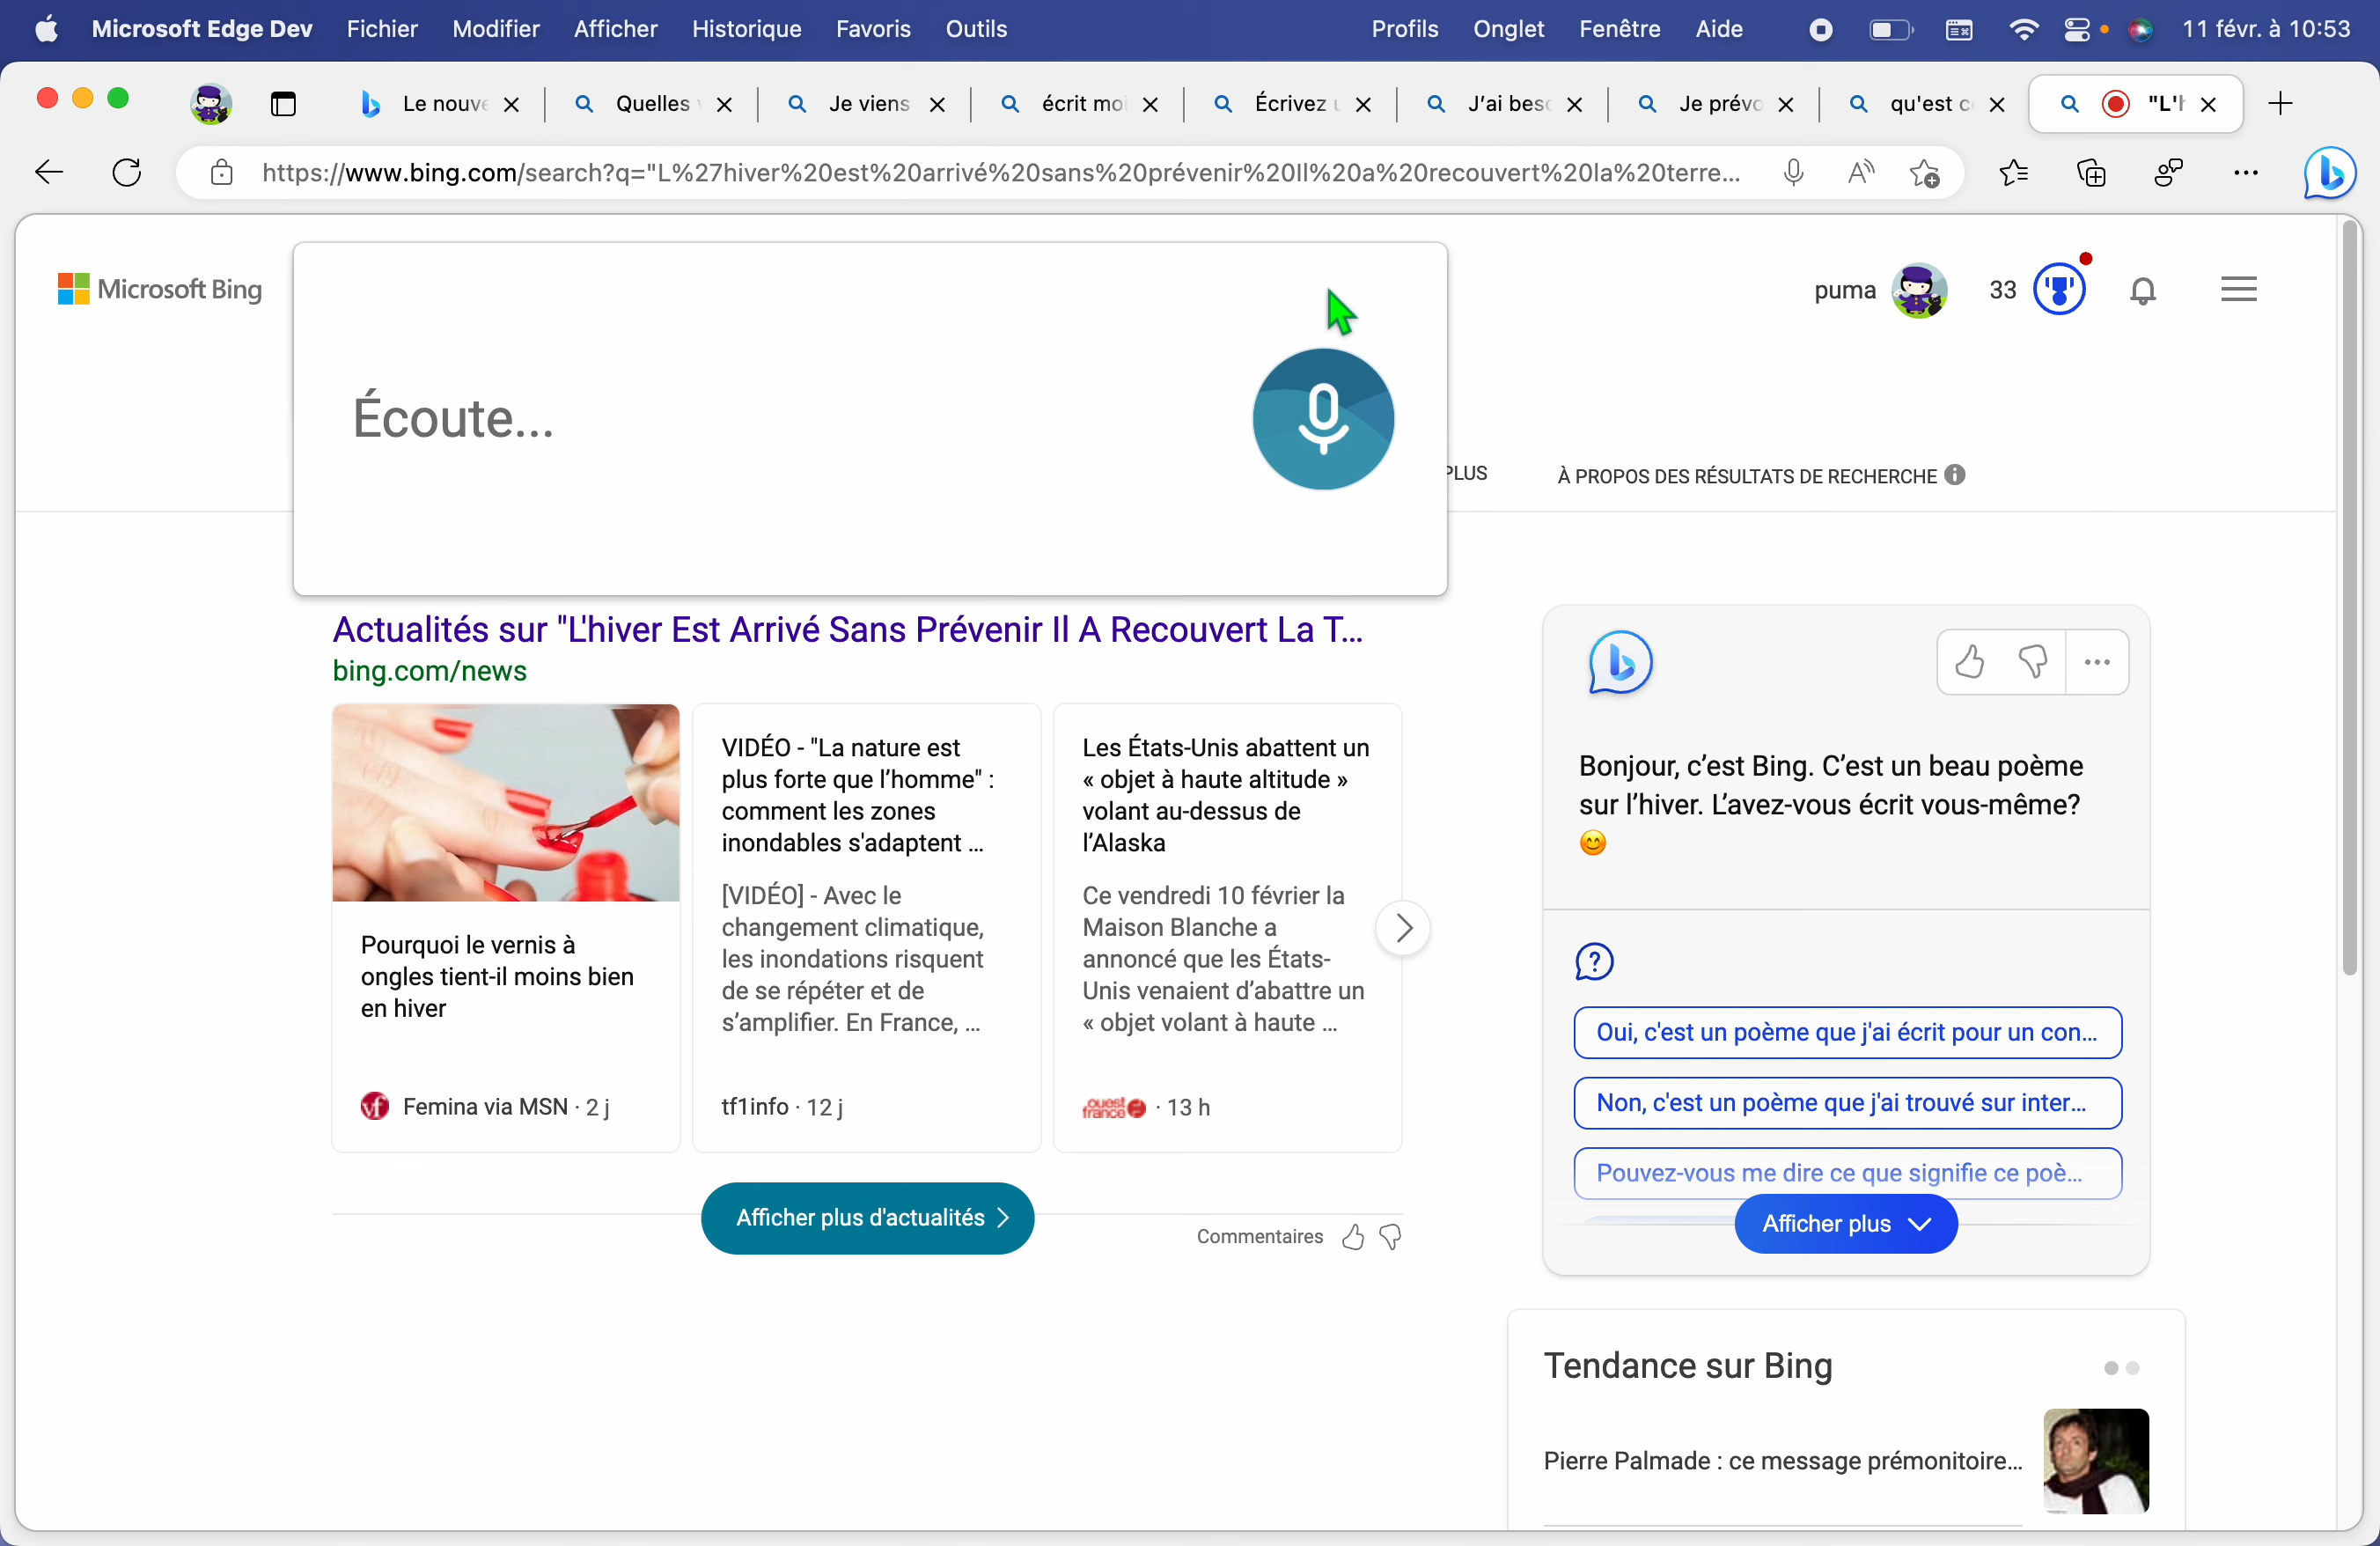 Microsoft Edge Dev Fichier Modifier Afficher Historique Favoris Outils Profils Onglet Fenêtre Aide 11 févr. à 10:53
Le nouve Quelles Je viens écrit moi Écrivez J'ai beso Je prévo qu'est c "L'h
https://www.bing.com/search?q="L%27hiver%20est%20arrivé%20sans%20prévenir%20Il%20a%20recouvert%20la%20terre...
Microsoft Bing
puma 33
Écoute...
PLUS À PROPOS DES RÉSULTATS DE RECHERCHE
Actualités sur "L'hiver Est Arrivé Sans Prévenir Il A Recouvert La T...
bing.com/news
Pourquoi le vernis à
ongles tient-il moins bien
en hiver
Femina via MSN · 2 j
VIDÉO - "La nature est
plus forte que l'homme" :
comment les zones
inondables s'adaptent ...
[VIDÉO] - Avec le
changement climatique,
les inondations risquent
de se répéter et de
s'amplifier. En France, ...
tf1info · 12 j
Les États-Unis abattent un
« objet à haute altitude »
volant au-dessus de
l'Alaska
Ce vendredi 10 février la
Maison Blanche a
annoncé que les États-
Unis venaient d'abattre un
« objet volant à haute ...
ouest
france · 13 h
Afficher plus d'actualités
Commentaires
Bonjour, c'est Bing. C'est un beau poème
sur l'hiver. L'avez-vous écrit vous-même?
😊
Oui, c'est un poème que j'ai écrit pour un con...
Non, c'est un poème que j'ai trouvé sur inter...
Pouvez-vous me dire ce que signifie ce poè...
Afficher plus
Tendance sur Bing
Pierre Palmade : ce message prémonitoire...